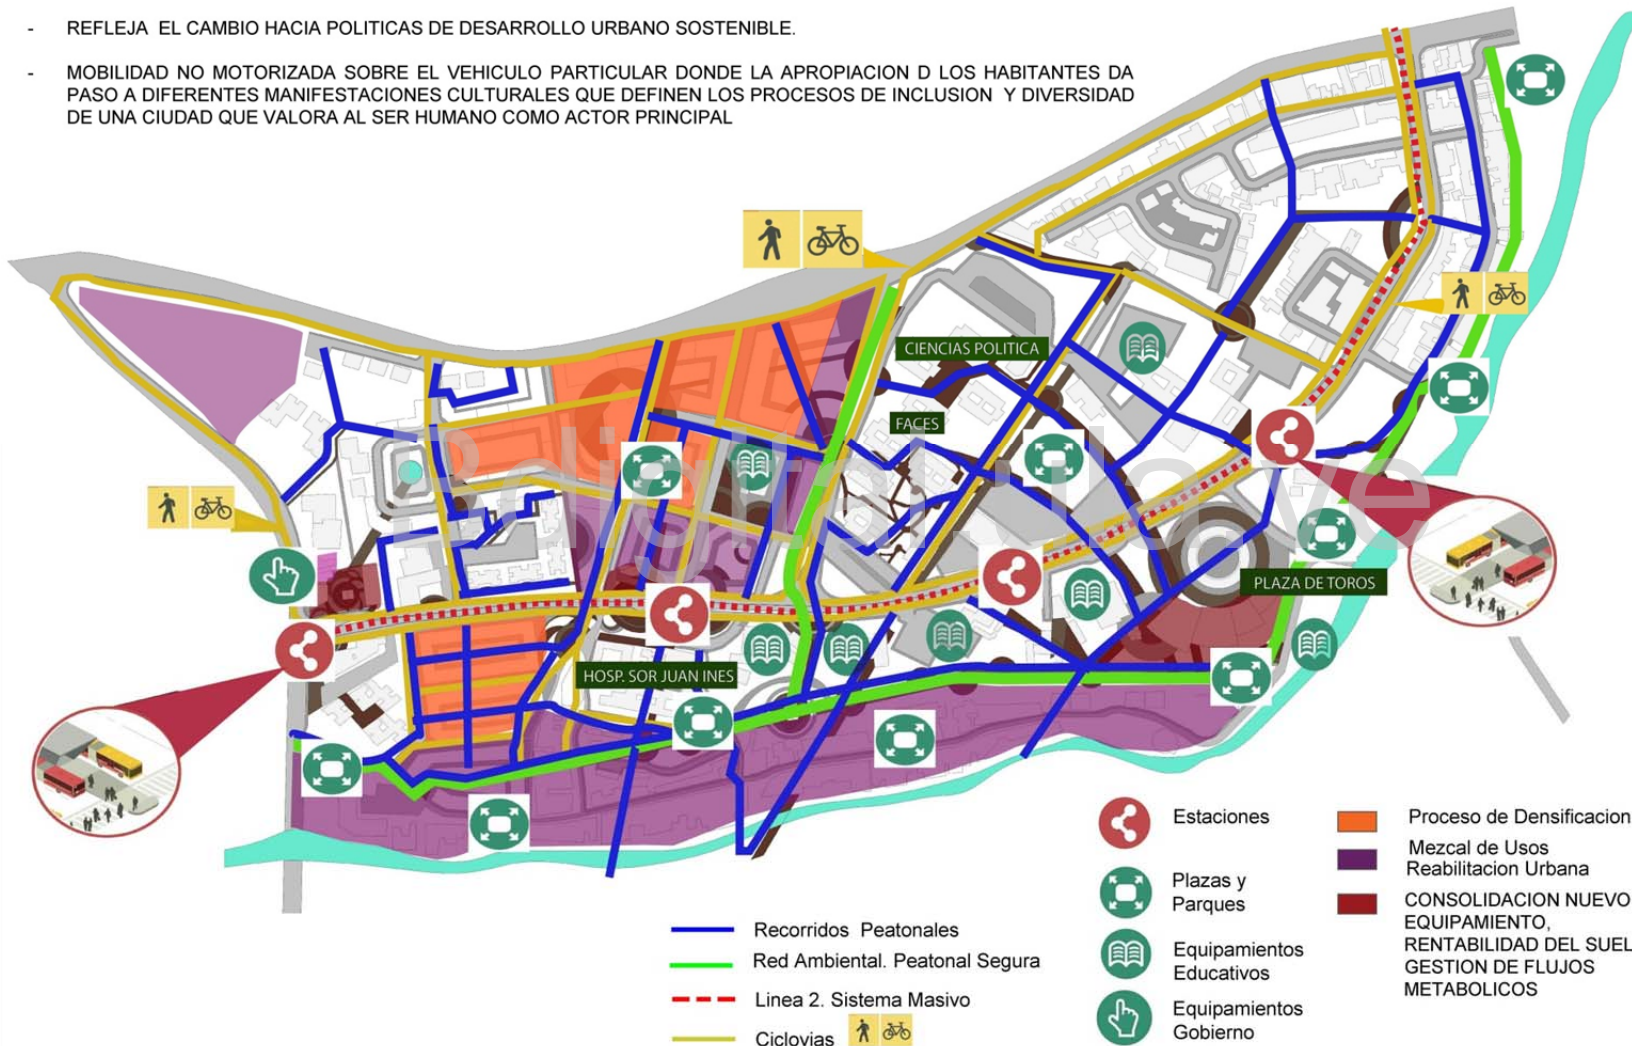 - REFLEJA EL CAMBIO HACIA POLITICAS DE DESARROLLO URBANO SOSTENIBLE.
- MOBILIDAD NO MOTORIZADA SOBRE EL VEHICULO PARTICULAR DONDE LA APROPIACION D LOS HABITANTES DA
PASO A DIFERENTES MANIFESTACIONES CULTURALES QUE DEFINEN LOS PROCESOS DE INCLUSION Y DIVERSIDAD
DE UNA CIUDAD QUE VALORA AL SER HUMANO COMO ACTOR PRINCIPAL
CIENCIAS POLITICA
FACES
PLAZA DE TOROS
HOSP. SOR JUAN INES
Recorridos Peatonales
Red Ambiental. Peatonal Segura
Linea 2. Sistema Masivo
Ciclovias
Estaciones
Plazas y
Parques
Equipamientos
Educativos
Equipamientos
Gobierno
Proceso de Densificacion
Mezcal de Usos
Reabilitacion Urbana
CONSOLIDACION NUEVO
EQUIPAMIENTO,
RENTABILIDAD DEL SUEL
GESTION DE FLUJOS
METABOLICOS